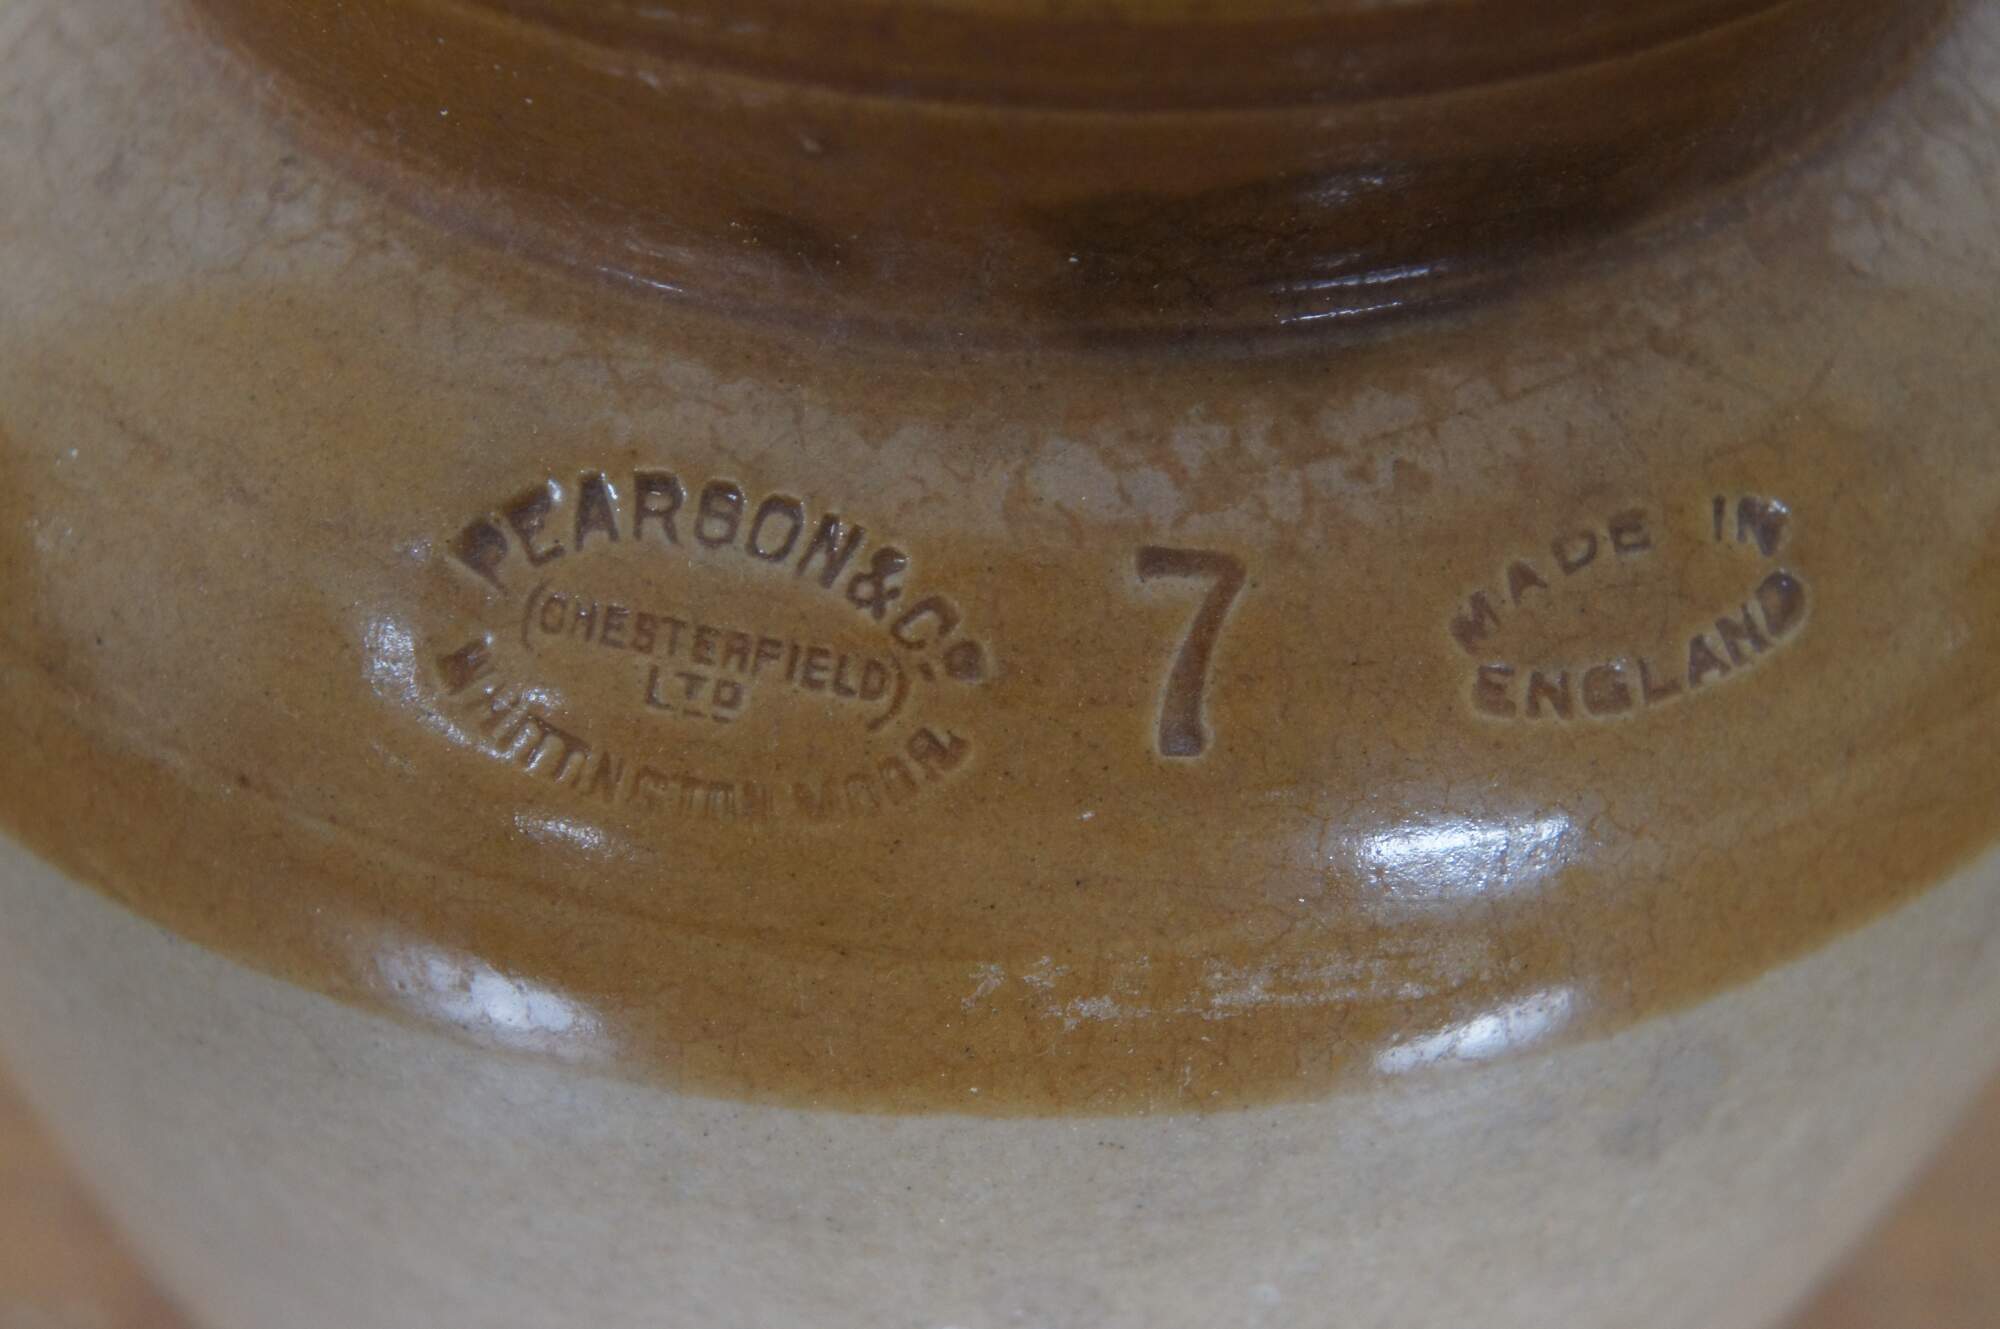 PEARSON & Co.
(CHESTERFIELD)
LTD
WHITTINGTON MOOR
7
MADE IN
ENGLAND